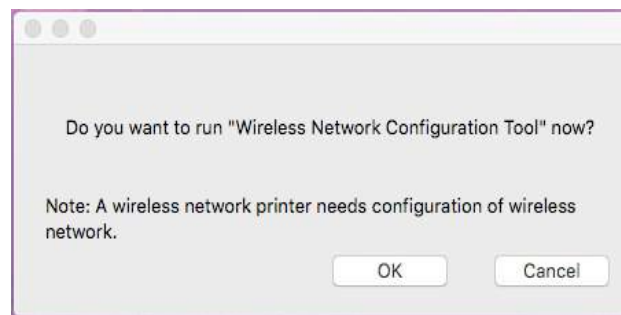 Do you want to run "Wireless Network Configuration Tool" now?
Note: A wireless network printer needs configuration of wireless
network.
OK Cancel